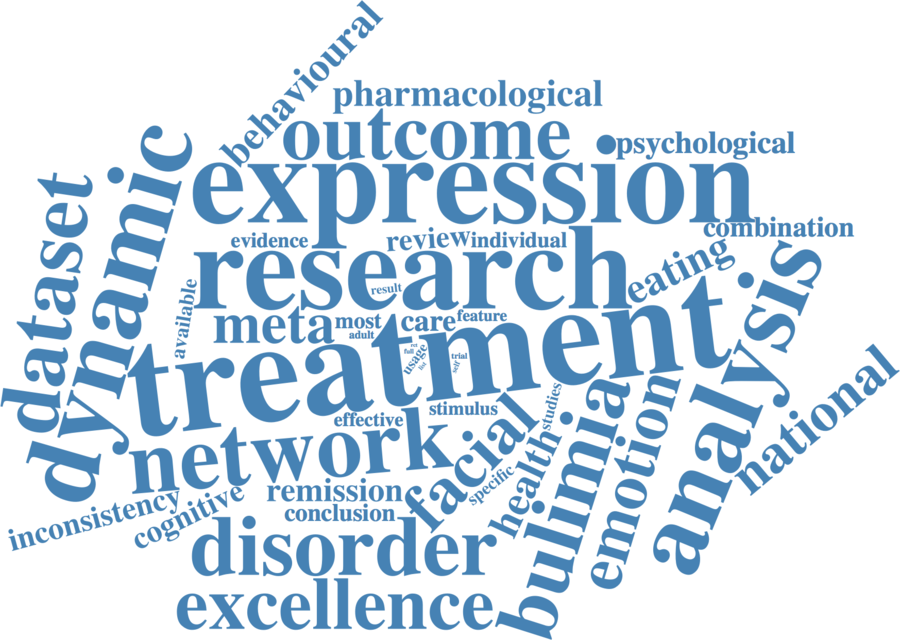 behavioural
pharmacological
outcome
psychological
expression
dynamic
dataset
combination
evidence
review
individual
research
eating
result
available
meta
most
care
feature
adult
treatment
full
usage
trial
self
analysis
national
effective
stimulus
studies
network
facial
bulimia
emotion
health
specific
remission
inconsistency
cognitive
conclusion
disorder
excellence